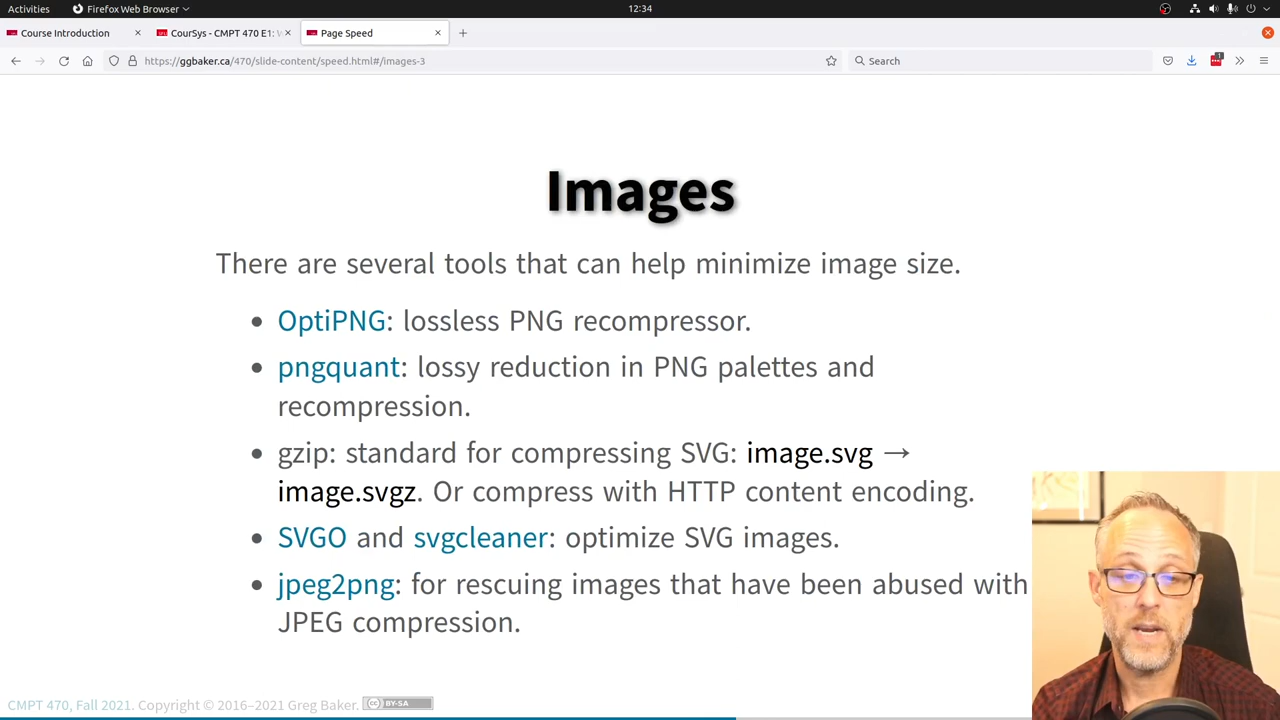 Activities
Firefox Web Browser
12:34
Course Introduction
CourSys - CMPT 470 E1:
Page Speed
https://ggbaker.ca/470/slide-content/speed.html#/images-3
Search
1
Images
There are several tools that can help minimize image size.
OptiPNG: lossless PNG recompressor.
pngquant: lossy reduction in PNG palettes and
recompression.
gzip: standard for compressing SVG: image.svg →
image.svgz. Or compress with HTTP content encoding.
SVGO and svgcleaner: optimize SVG images.
jpeg2png: for rescuing images that have been abused with
JPEG compression.
CMPT 470, Fall 2021. Copyright © 2016–2021 Greg Baker.
CC BY-SA